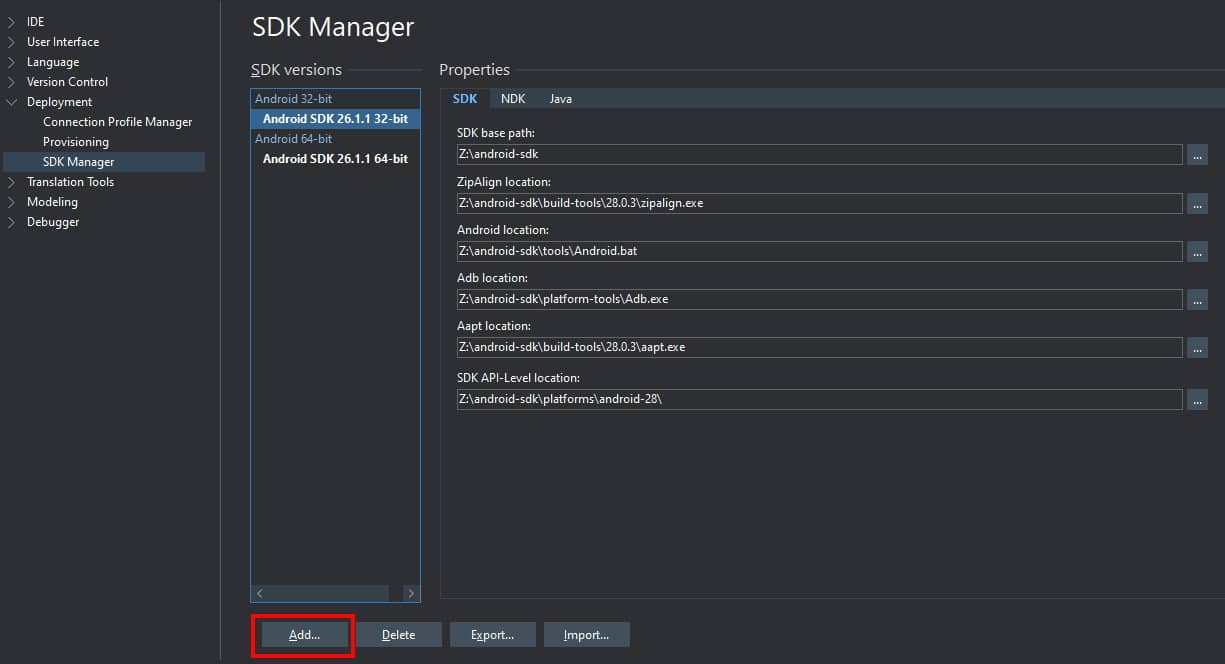 IDE
User Interface
Language
Version Control
Deployment
Connection Profile Manager
Provisioning
SDK Manager
Translation Tools
Modeling
Debugger
SDK Manager
SDK versions
Android 32-bit
Android SDK 26.1.1 32-bit
Android 64-bit
Android SDK 26.1.1 64-bit
Properties
SDK NDK Java
SDK base path:
Z:\android-sdk ...
ZipAlign location:
Z:\android-sdk\build-tools\28.0.3\zipalign.exe ...
Android location:
Z:\android-sdk\tools\Android.bat ...
Adb location:
Z:\android-sdk\platform-tools\Adb.exe ...
Aapt location:
Z:\android-sdk\build-tools\28.0.3\aapt.exe ...
SDK API-Level location:
Z:\android-sdk\platforms\android-28\ ...
Add... Delete Export... Import...